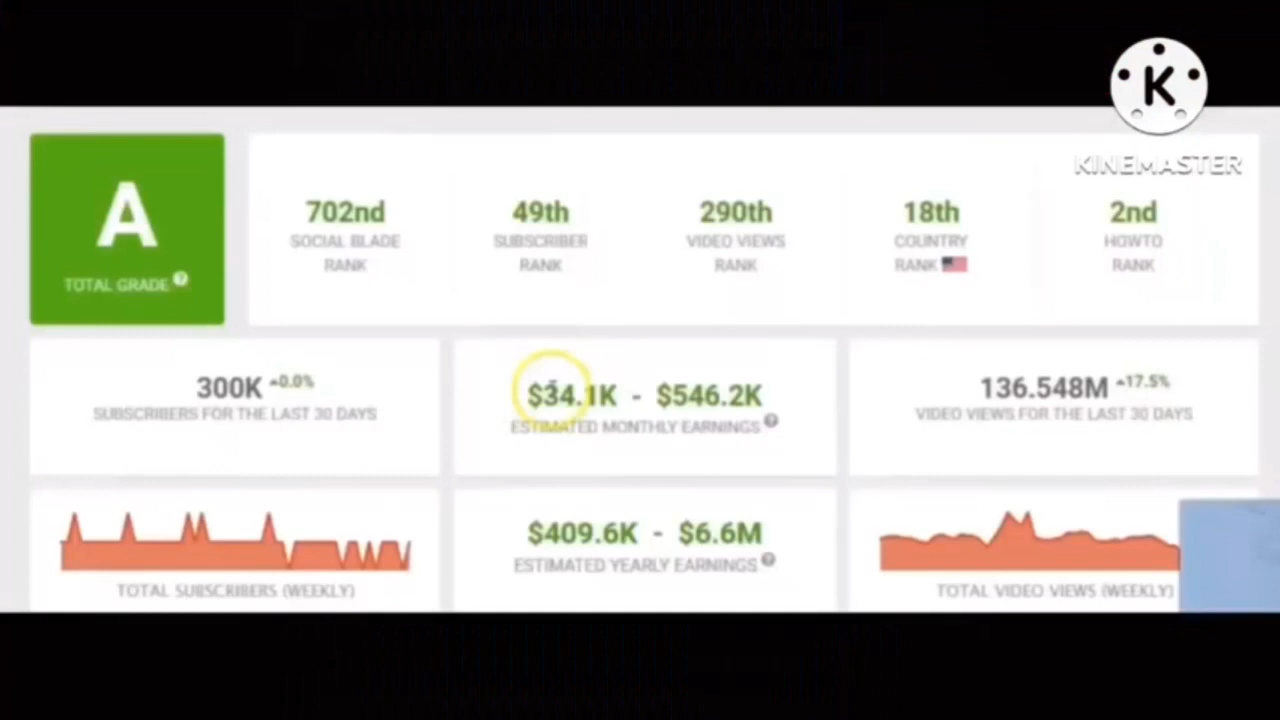 K
KINEMASTER
A
TOTAL GRADE ?
702nd
SOCIAL BLADE
RANK
49th
SUBSCRIBER
RANK
290th
VIDEO VIEWS
RANK
18th
COUNTRY
RANK
2nd
HOWTO
RANK
300K ▲0.0%
SUBSCRIBERS FOR THE LAST 30 DAYS
$34.1K - $546.2K
ESTIMATED MONTHLY EARNINGS ?
136.548M ▲17.5%
VIDEO VIEWS FOR THE LAST 30 DAYS
TOTAL SUBSCRIBERS (WEEKLY)
$409.6K - $6.6M
ESTIMATED YEARLY EARNINGS ?
TOTAL VIDEO VIEWS (WEEKLY)